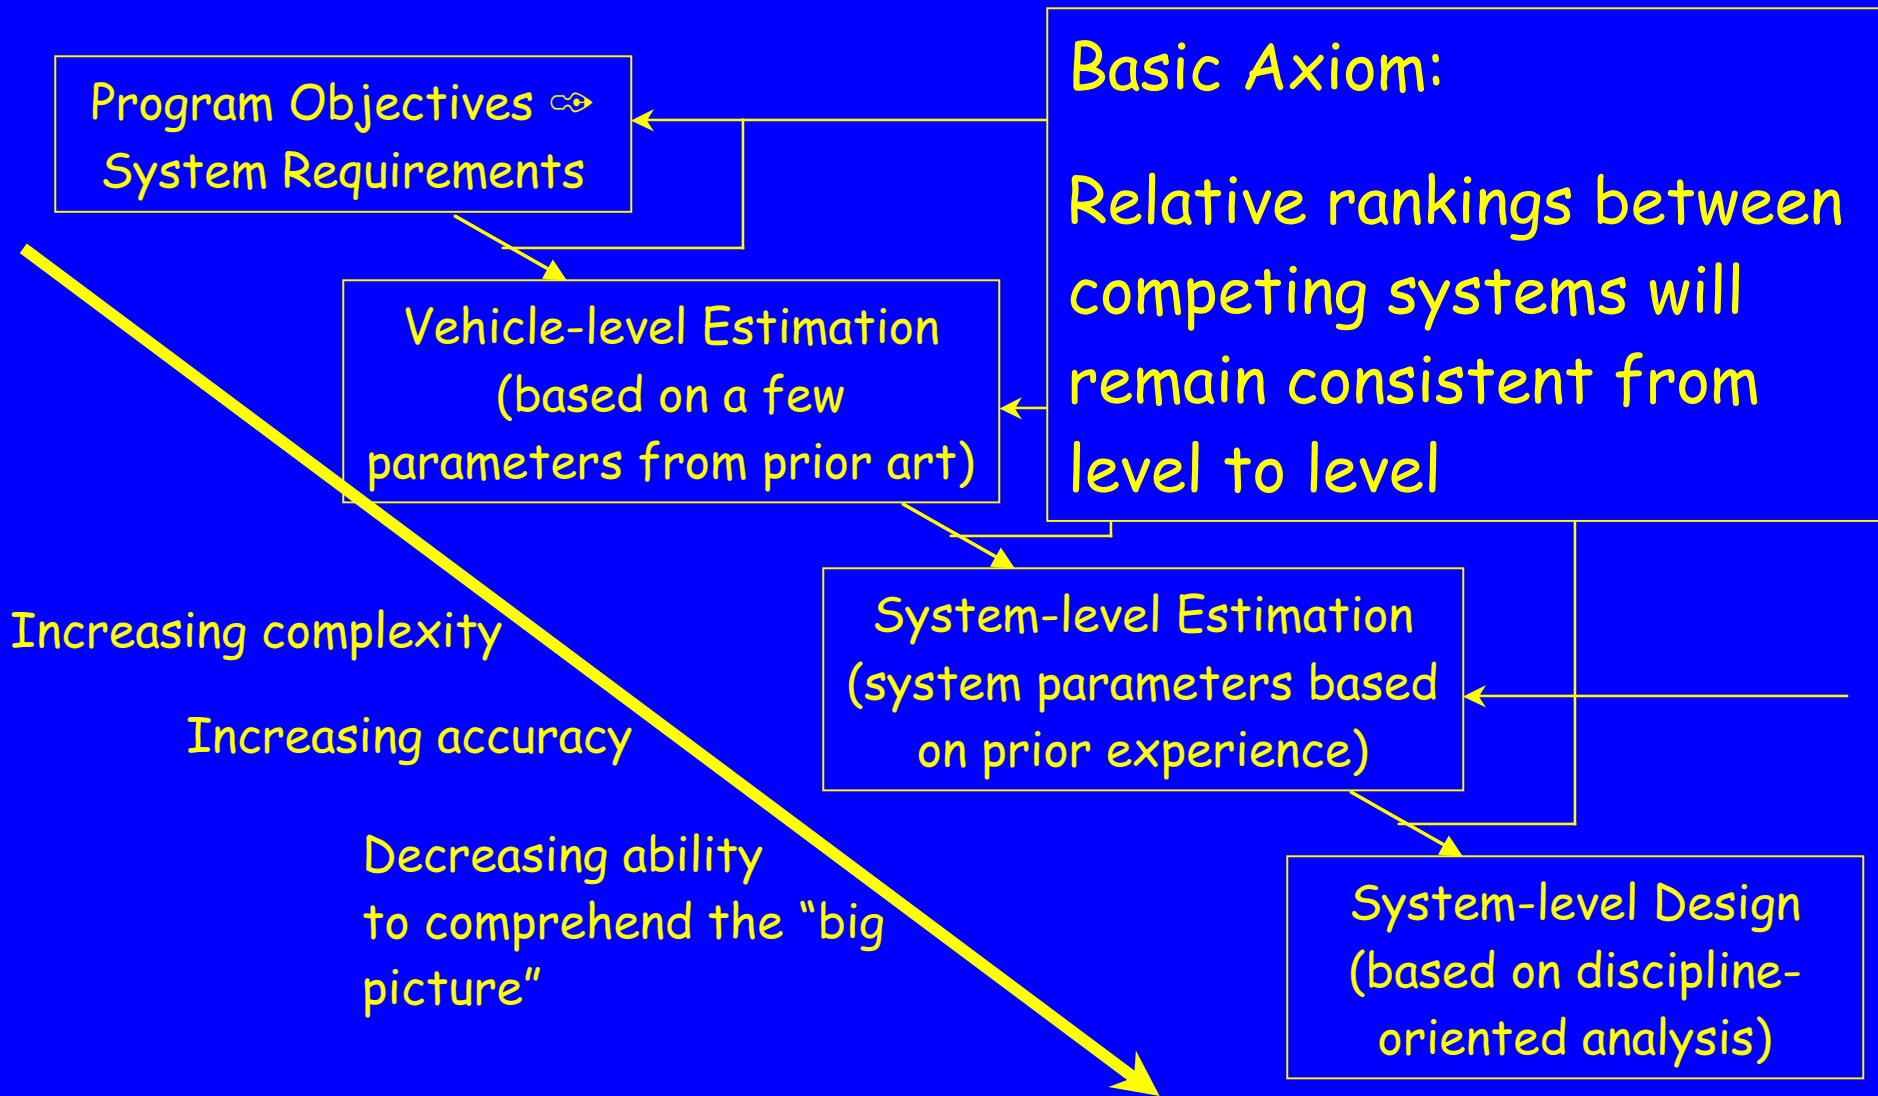 Program Objectives
System Requirements
Basic Axiom:
Relative rankings between
competing systems will
remain consistent from
level to level
Vehicle-level Estimation
(based on a few
parameters from prior art)
System-level Estimation
(system parameters based
on prior experience)
System-level Design
(based on discipline-
oriented analysis)
Increasing complexity
Increasing accuracy
Decreasing ability
to comprehend the “big
picture”